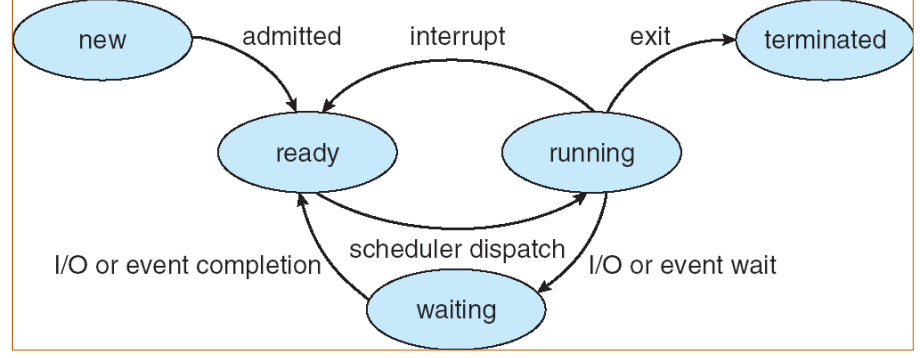 new
admitted
interrupt
exit
terminated
ready
running
scheduler dispatch
I/O or event completion
I/O or event wait
waiting